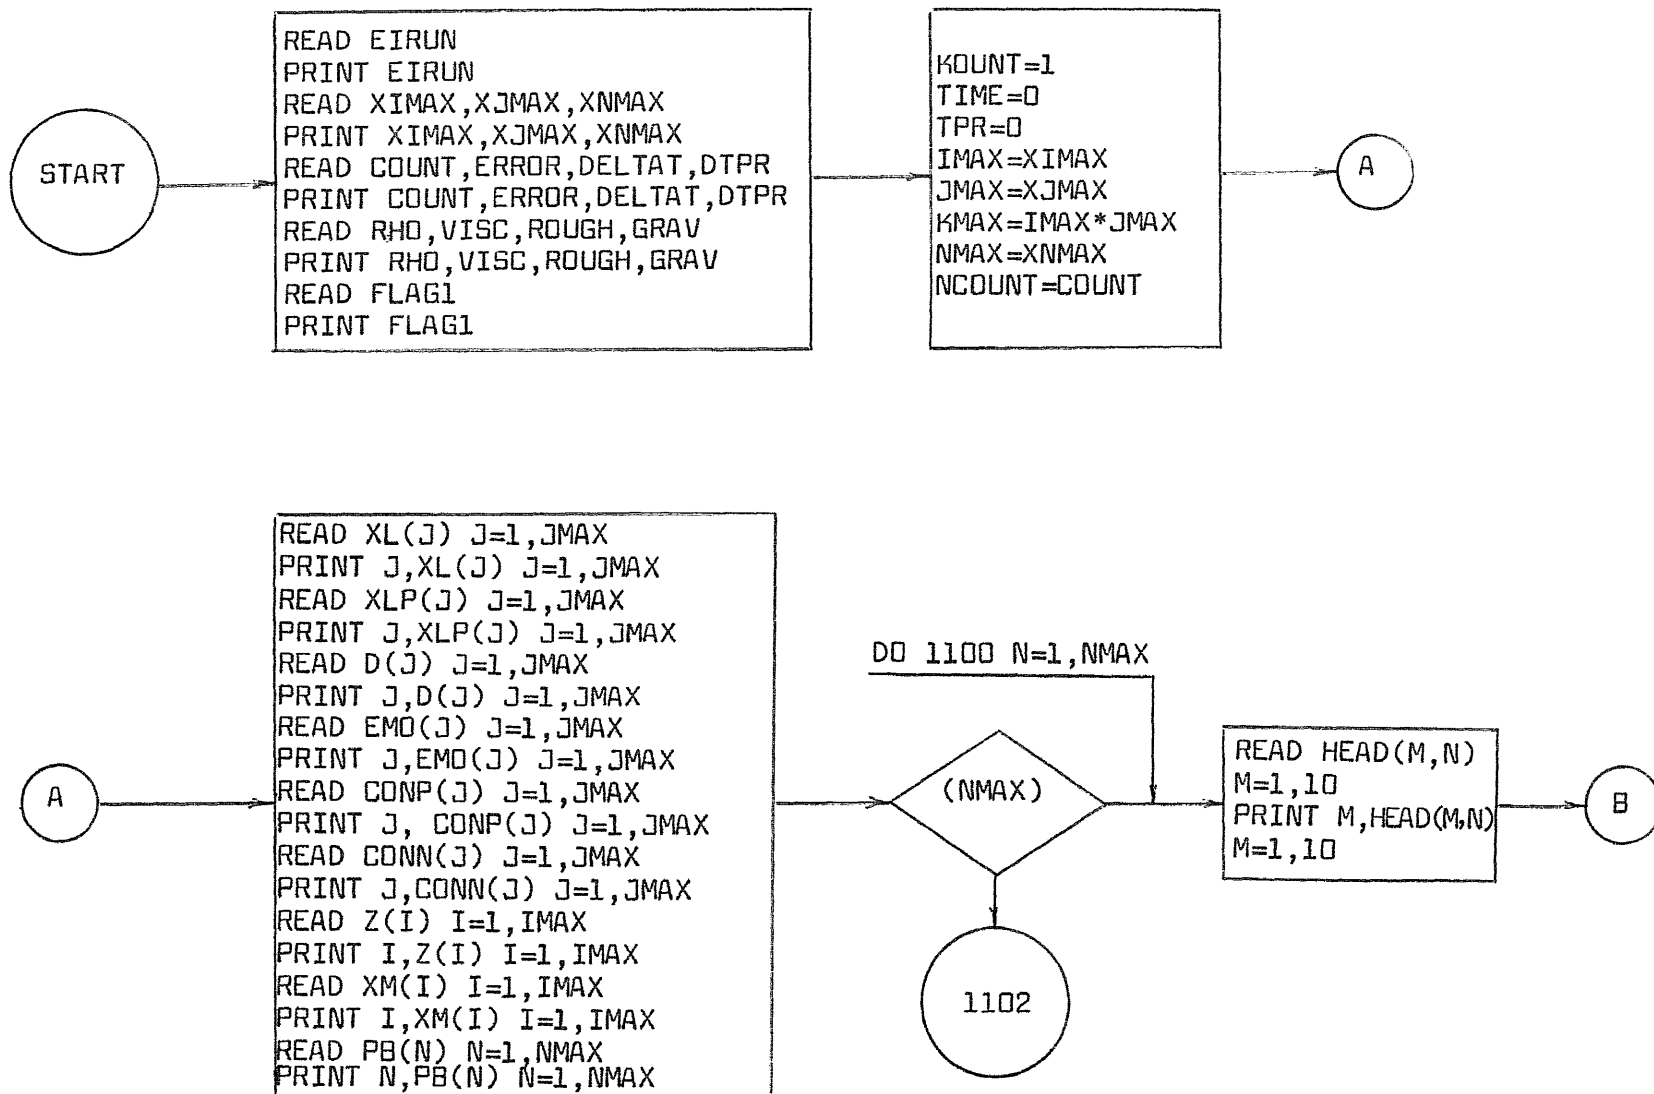 START
READ EIRUN
PRINT EIRUN
READ XIMAX,XJMAX,XNMAX
PRINT XIMAX,XJMAX,XNMAX
READ COUNT,ERROR,DELTAT,DTPR
PRINT COUNT,ERROR,DELTAT,DTPR
READ RHO,VISC,ROUGH,GRAV
PRINT RHO,VISC,ROUGH,GRAV
READ FLAG1
PRINT FLAG1
KOUNT=1
TIME=0
TPR=0
IMAX=XIMAX
JMAX=XJMAX
KMAX=IMAX*JMAX
NMAX=XNMAX
NCOUNT=COUNT
A
A
READ XL(J) J=1,JMAX
PRINT J,XL(J) J=1,JMAX
READ XLP(J) J=1,JMAX
PRINT J,XLP(J) J=1,JMAX
READ D(J) J=1,JMAX
PRINT J,D(J) J=1,JMAX
READ EMO(J) J=1,JMAX
PRINT J,EMO(J) J=1,JMAX
READ CONP(J) J=1,JMAX
PRINT J, CONP(J) J=1,JMAX
READ CONN(J) J=1,JMAX
PRINT J,CONN(J) J=1,JMAX
READ Z(I) I=1,IMAX
PRINT I,Z(I) I=1,IMAX
READ XM(I) I=1,IMAX
PRINT I,XM(I) I=1,IMAX
READ PB(N) N=1,NMAX
PRINT N,PB(N) N=1,NMAX
(NMAX)
1102
DO 1100 N=1,NMAX
READ HEAD(M,N)
M=1,10
PRINT M,HEAD(M,N)
M=1,10
B